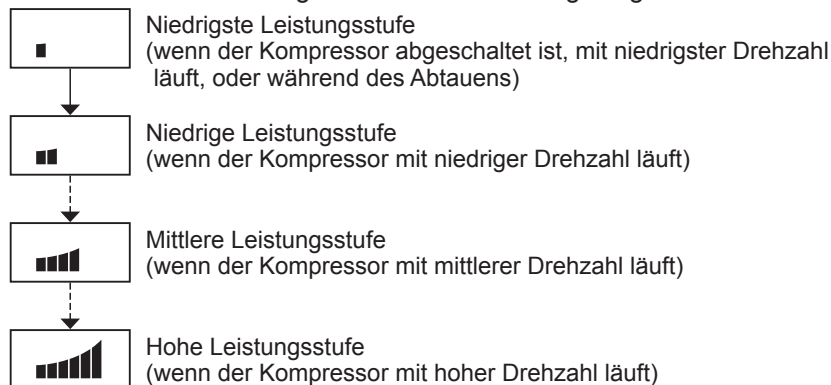 Niedrigste Leistungsstufe
(wenn der Kompressor abgeschaltet ist, mit niedrigster Drehzahl
läuft, oder während des Abtauens)
Niedrige Leistungsstufe
(wenn der Kompressor mit niedriger Drehzahl läuft)
Mittlere Leistungsstufe
(wenn der Kompressor mit mittlerer Drehzahl läuft)
Hohe Leistungsstufe
(wenn der Kompressor mit hoher Drehzahl läuft)